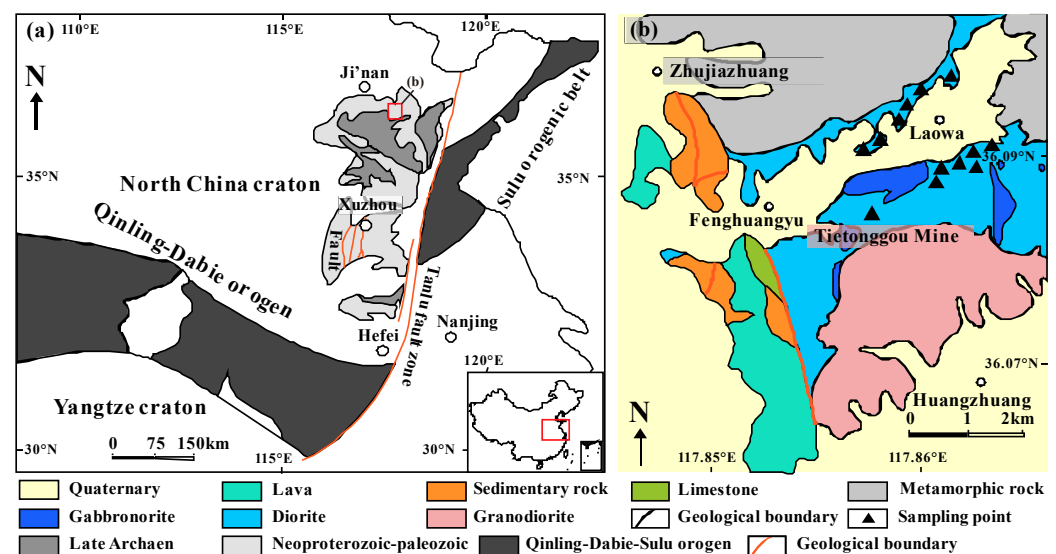 (a)
110°E
120°E
N
Ji’nan
(b)
35°N
North China craton
Xuzhou
Fault
Sulu orogenic belt
35°N
Qinling-Dabie orogen
Tanlu fault zone
Hefei
Nanjing
120°E
Yangtze craton
0 75 150km
30°N
115°E
30°N
(b)
Zhujiazhuang
Laowa
36.09°N
Fenghuangyu
Tietonggou Mine
36.07°N
Huangzhuang
N
0 1 2km
117.85°E
117.86°E
Quaternary
Lava
Sedimentary rock
Limestone
Metamorphic rock
Gabbronorite
Diorite
Granodiorite
Geological boundary
Sampling point
Late Archaen
Neoproterozoic-paleozoic
Qinling-Dabie-Sulu orogen
Geological boundary
115°E